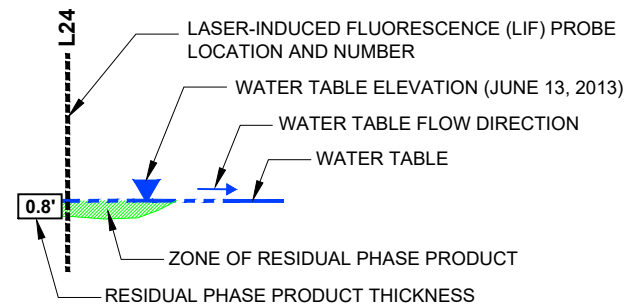 L24
LASER-INDUCED FLUORESCENCE (LIF) PROBE
LOCATION AND NUMBER
WATER TABLE ELEVATION (JUNE 13, 2013)
WATER TABLE FLOW DIRECTION
WATER TABLE
0.8'
ZONE OF RESIDUAL PHASE PRODUCT
RESIDUAL PHASE PRODUCT THICKNESS